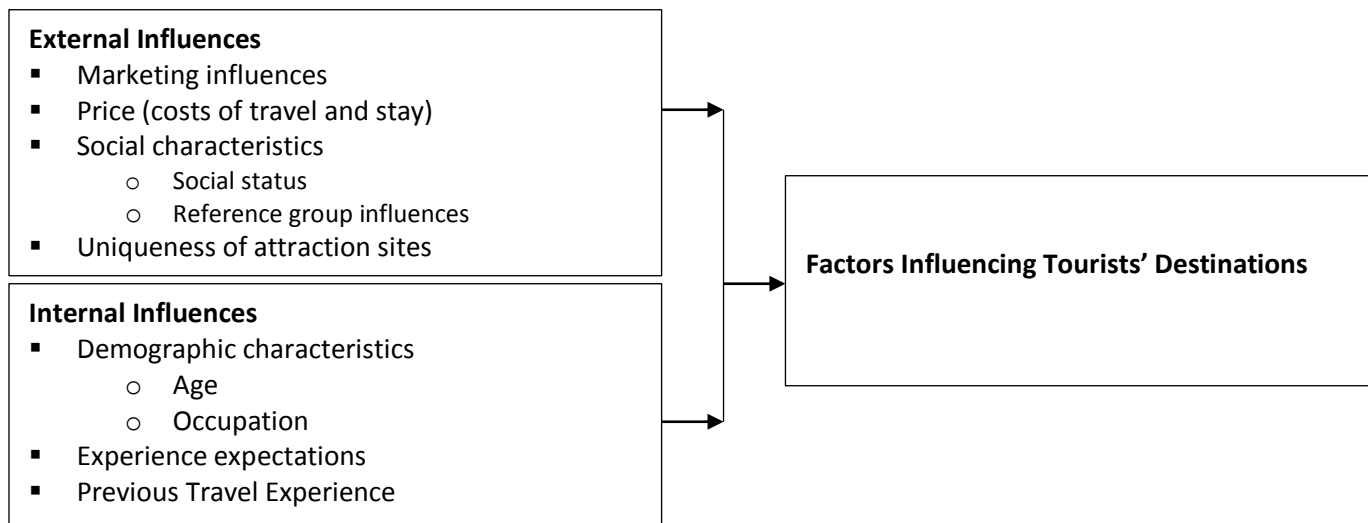 External Influences
▪ Marketing influences
▪ Price (costs of travel and stay)
▪ Social characteristics
o Social status
o Reference group influences
▪ Uniqueness of attraction sites
Internal Influences
▪ Demographic characteristics
o Age
o Occupation
▪ Experience expectations
▪ Previous Travel Experience
Factors Influencing Tourists’ Destinations